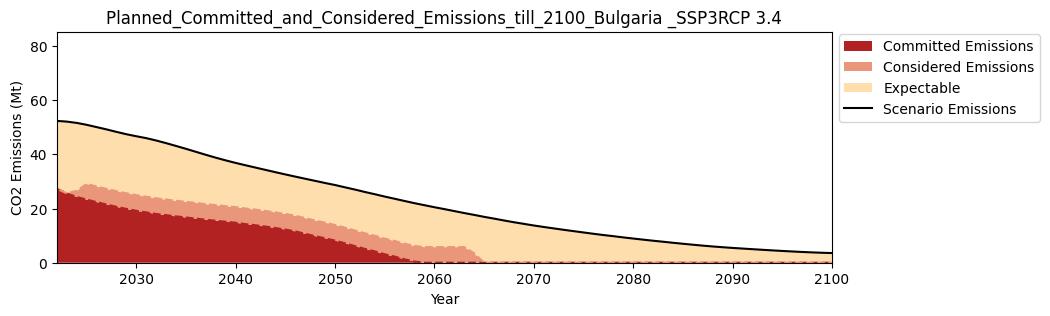 Planned_Committed_and_Considered_Emissions_till_2100_Bulgaria _SSP3RCP 3.4
80
60
40
20
0
CO2 Emissions (Mt)
2030
2040
2050
2060
2070
2080
2090
2100
Year
Committed Emissions
Considered Emissions
Expectable
Scenario Emissions